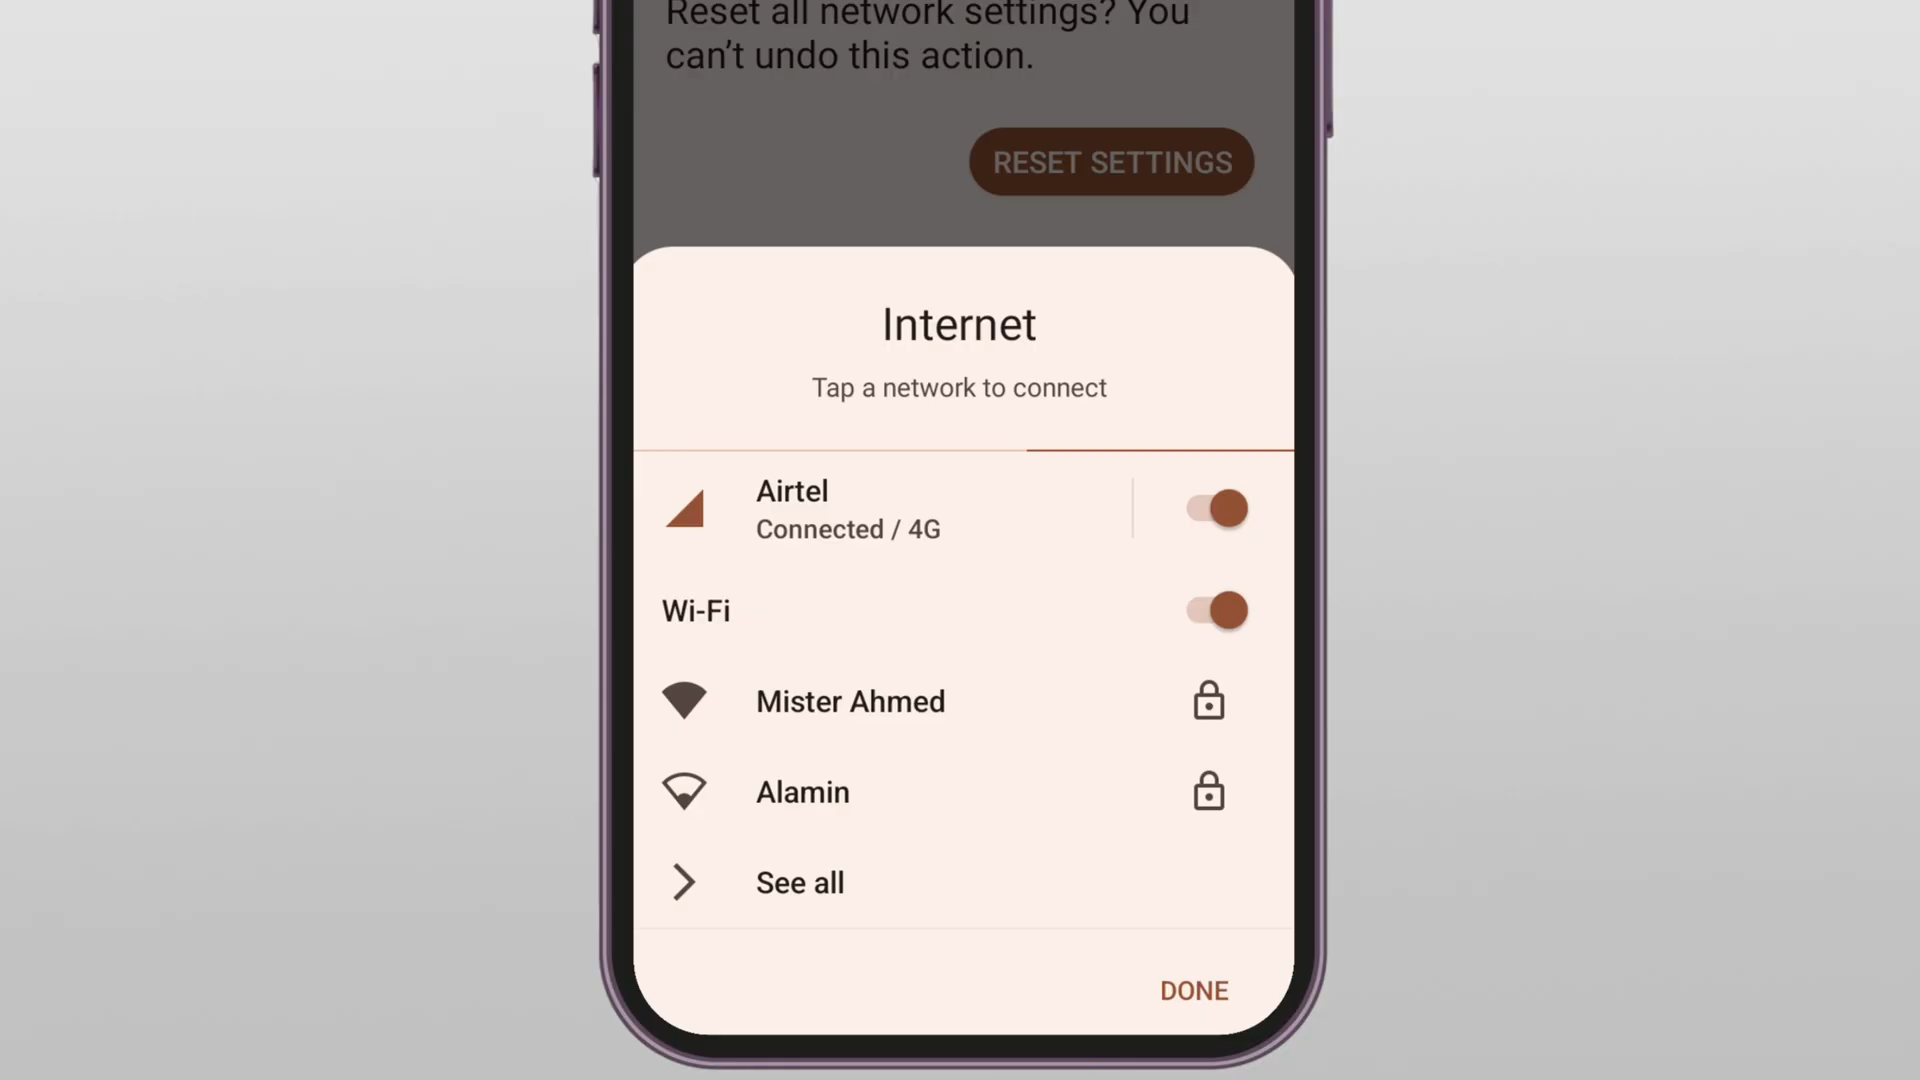 Reset all network settings? You
can’t undo this action.
RESET SETTINGS
Internet
Tap a network to connect
Airtel
Connected / 4G
Wi-Fi
Mister Ahmed
Alamin
See all
DONE